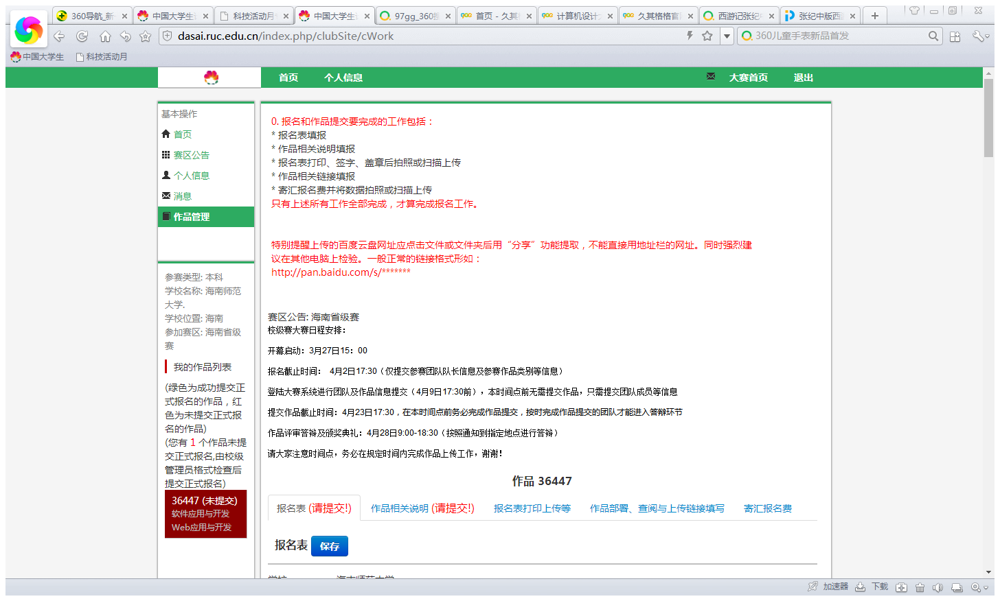 360导航_新
中国大学生
科技活动月
中国大学生
97gg_360搜
首页 - 久其
计算机设计大
久其格格官
西游记张纪中
张纪中版西
dasai.ruc.edu.cn/index.php/clubSite/cWork
360儿童手表新品首发
中国大学生
科技活动月
首页
个人信息
大赛首页
退出
基本操作
首页
赛区公告
个人信息
消息
作品管理
参赛类型: 本科
学校名称: 海南师范
大学.
学校位置: 海南
参加赛区: 海南省级
赛
我的作品列表
(绿色为成功提交正
式报名的作品，红
色为未提交正式报
名的作品)
(您有 1 个作品未提
交正式报名,由校级
管理员格式检查后
提交正式报名)
36447 (未提交)
软件应用与开发
Web应用与开发
0. 报名和作品提交要完成的工作包括：
* 报名表填报
* 作品相关说明填报
* 报名表打印、签字、盖章后拍照或扫描上传
* 作品相关链接填报
* 寄汇报名费并将数据拍照或扫描上传
只有上述所有工作全部完成，才算完成报名工作。
特别提醒上传的百度云盘网址应点击文件或文件夹后用“分享”功能提取，不能直接用地址栏的网址。同时强烈建
议在其他电脑上检验。一般正常的链接格式形如：
http://pan.baidu.com/s/*******
赛区公告: 海南省级赛
校级赛大赛日程安排：
开幕启动：3月27日15：00
报名截止时间： 4月2日17:30（仅提交参赛团队队长信息及参赛作品类别等信息）
登陆大赛系统进行团队及作品信息提交（4月9日17:30前），本时间点前无需提交作品，只需提交团队成员等信息
提交作品截止时间：4月23日17:30，在本时间点前务必完成作品提交，按时完成作品提交的团队才能进入答辩环节
作品评审答辩及颁奖典礼：4月28日9:00-18:30（按照通知到指定地点进行答辩）
请大家注意时间点，务必在规定时间内完成作品上传工作，谢谢！
作品 36447
报名表 (请提交!)
作品相关说明 (请提交!)
报名表打印上传等
作品部署、查阅与上传链接填写
寄汇报名费
报名表
保存
学校
海南师范大学
加速器
下载